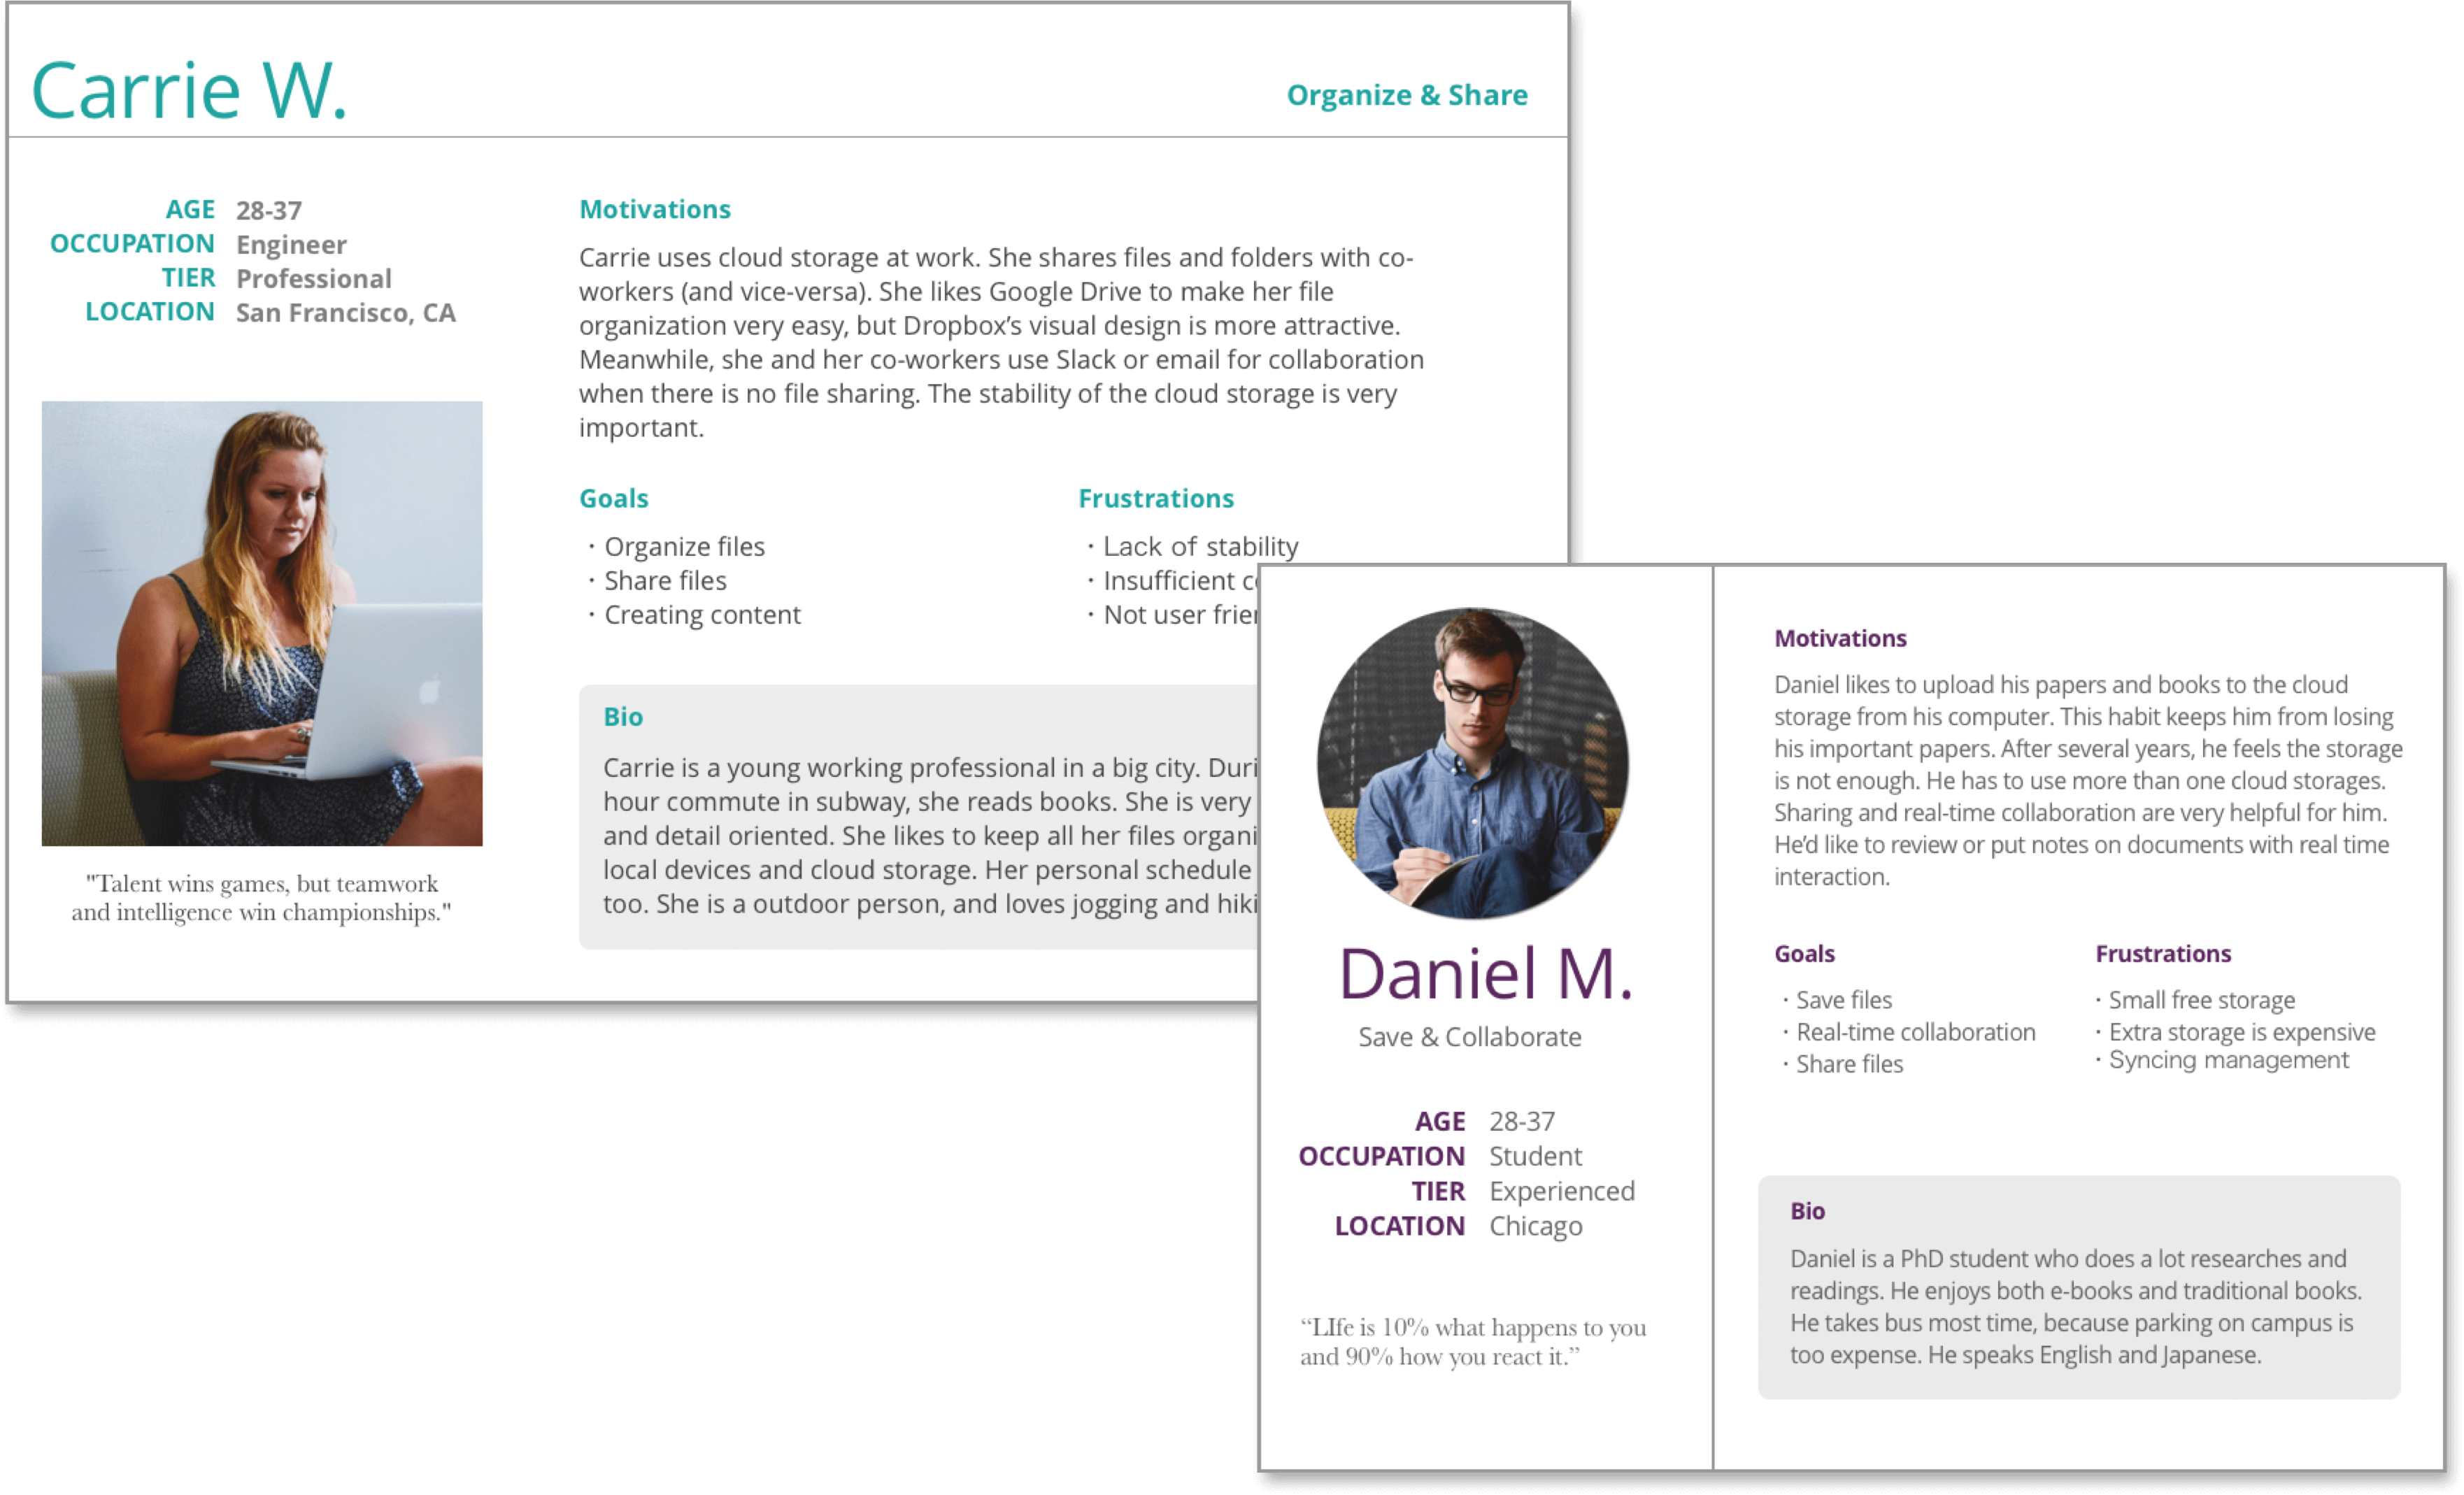 Carrie W.
Organize & Share
AGE 28-37
OCCUPATION Engineer
TIER Professional
LOCATION San Francisco, CA
"Talent wins games, but teamwork
and intelligence win championships."
Motivations
Carrie uses cloud storage at work. She shares files and folders with co-
workers (and vice-versa). She likes Google Drive to make her file
organization very easy, but Dropbox's visual design is more attractive.
Meanwhile, she and her co-workers use Slack or email for collaboration
when there is no file sharing. The stability of the cloud storage is very
important.
Goals
· Organize files
· Share files
· Creating content
Frustrations
· Lack of stability
· Insufficient
· Not user
Bio
Carrie is a young working professional in a big city.
hour commute in subway, she reads books. She is very
and detail oriented. She likes to keep all her files
local devices and cloud storage. Her personal schedule
too. She is a outdoor person, and loves jogging and
Daniel M.
Save & Collaborate
AGE 28-37
OCCUPATION Student
TIER Experienced
LOCATION Chicago
“LIfe is 10% what happens to you
and 90% how you react it.”
Motivations
Daniel likes to upload his papers and books to the cloud
storage from his computer. This habit keeps him from losing
his important papers. After several years, he feels the storage
is not enough. He has to use more than one cloud storages.
Sharing and real-time collaboration are very helpful for him.
He’d like to review or put notes on documents with real time
interaction.
Goals
· Save files
· Real-time collaboration
· Share files
Frustrations
· Small free storage
· Extra storage is expensive
· Syncing management
Bio
Daniel is a PhD student who does a lot researches and
readings. He enjoys both e-books and traditional books.
He takes bus most time, because parking on campus is
too expense. He speaks English and Japanese.